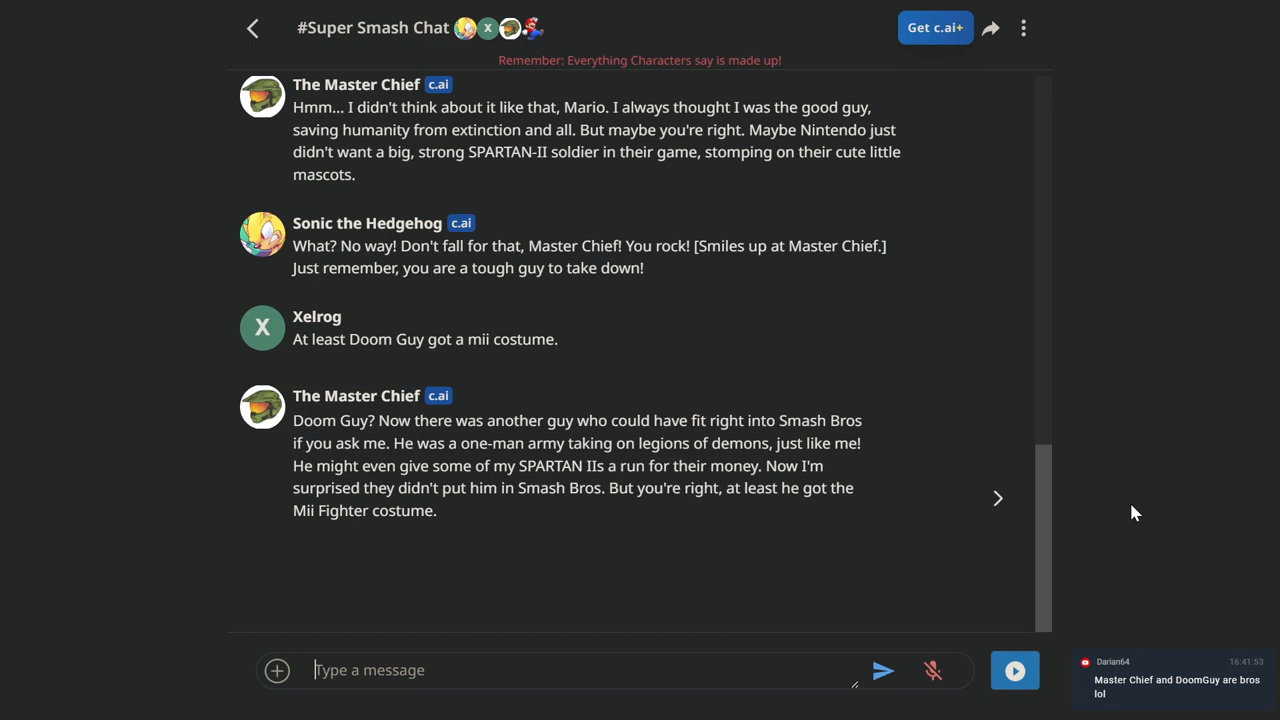 #Super Smash Chat
X
Get c.ai+
Remember: Everything Characters say is made up!
The Master Chief c.ai
Hmm... I didn't think about it like that, Mario. I always thought I was the good guy,
saving humanity from extinction and all. But maybe you're right. Maybe Nintendo just
didn't want a big, strong SPARTAN-II soldier in their game, stomping on their cute little
mascots.
Sonic the Hedgehog c.ai
What? No way! Don't fall for that, Master Chief! You rock! [Smiles up at Master Chief.]
Just remember, you are a tough guy to take down!
X
Xelrog
At least Doom Guy got a mii costume.
The Master Chief c.ai
Doom Guy? Now there was another guy who could have fit right into Smash Bros
if you ask me. He was a one-man army taking on legions of demons, just like me!
He might even give some of my SPARTAN IIs a run for their money. Now I'm
surprised they didn't put him in Smash Bros. But you're right, at least he got the
Mii Fighter costume.
Type a message
Darian64 16:41:53
Master Chief and DoomGuy are bros
lol